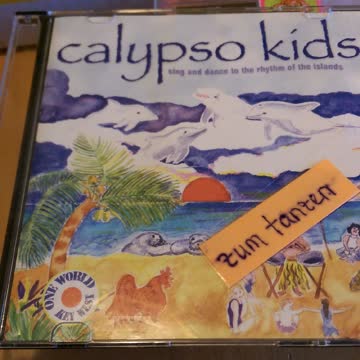 calypso kids
sing and dance to the rhythm of the islands
zum tanzen
ONE WORLD
KEY WEST